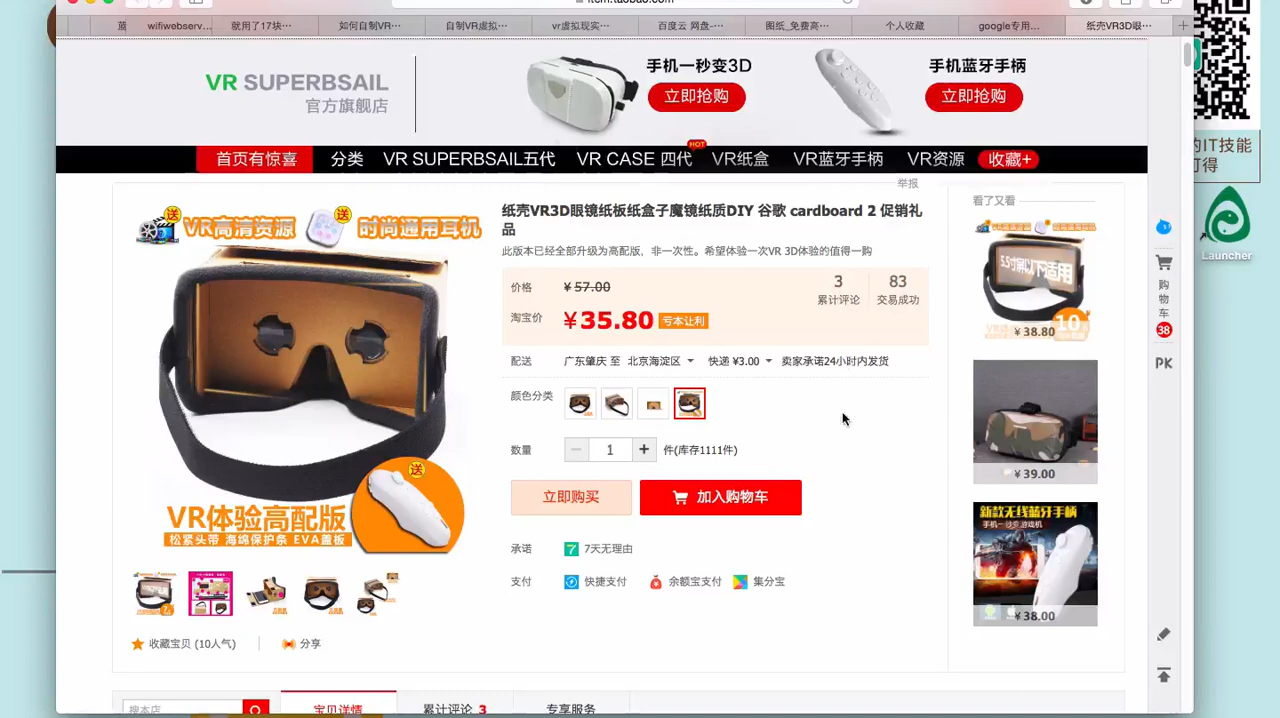 item.taobao.com
蓝
wifiwebserv…
就用了17块…
如何自制VR…
自制VR虚拟…
vr虚拟现实…
百度云 网盘-…
图纸_免费高…
个人收藏
google专用…
纸壳VR3D眼…
VR SUPERBSAIL
官方旗舰店
手机一秒变3D
立即抢购
手机蓝牙手柄
立即抢购
HOT
首页有惊喜
分类
VR SUPERBSAIL五代
VR CASE 四代
VR纸盒
VR蓝牙手柄
VR资源
收藏+
的IT技能
可得
Launcher
举报
送
VR高清资源
送
时尚通用耳机
送
VR体验高配版
松紧头带 海绵保护条 EVA盖板
收藏宝贝 (10人气)
分享
纸壳VR3D眼镜纸板纸盒子魔镜纸质DIY 谷歌 cardboard 2 促销礼
品
此版本已经全部升级为高配版，非一次性。希望体验一次VR 3D体验的值得一购
价格
¥ 57.00
3
累计评论
83
交易成功
淘宝价
¥35.80
亏本让利
配送
广东肇庆 至 北京海淀区
快递 ¥3.00
卖家承诺24小时内发货
颜色分类
数量
1
件(库存1111件)
立即购买
加入购物车
承诺
7天无理由
支付
快捷支付
余额宝支付
集分宝
看了又看
5.5寸屏以下适用
¥ 38.80
¥ 39.00
新款无线蓝牙手柄
¥ 38.00
购
物
车
38
PK
搜本店
宝贝详情
累计评论 3
专享服务